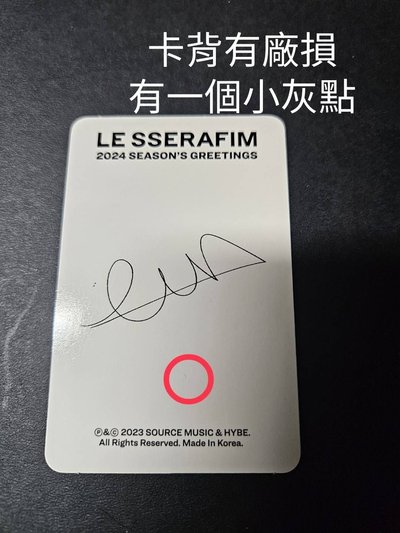 卡背有廠損
有一個小灰點
LE SSERAFIM
2024 SEASON'S GREETINGS
Ⓟ&Ⓒ 2023 SOURCE MUSIC & HYBE.
All Rights Reserved. Made In Korea.